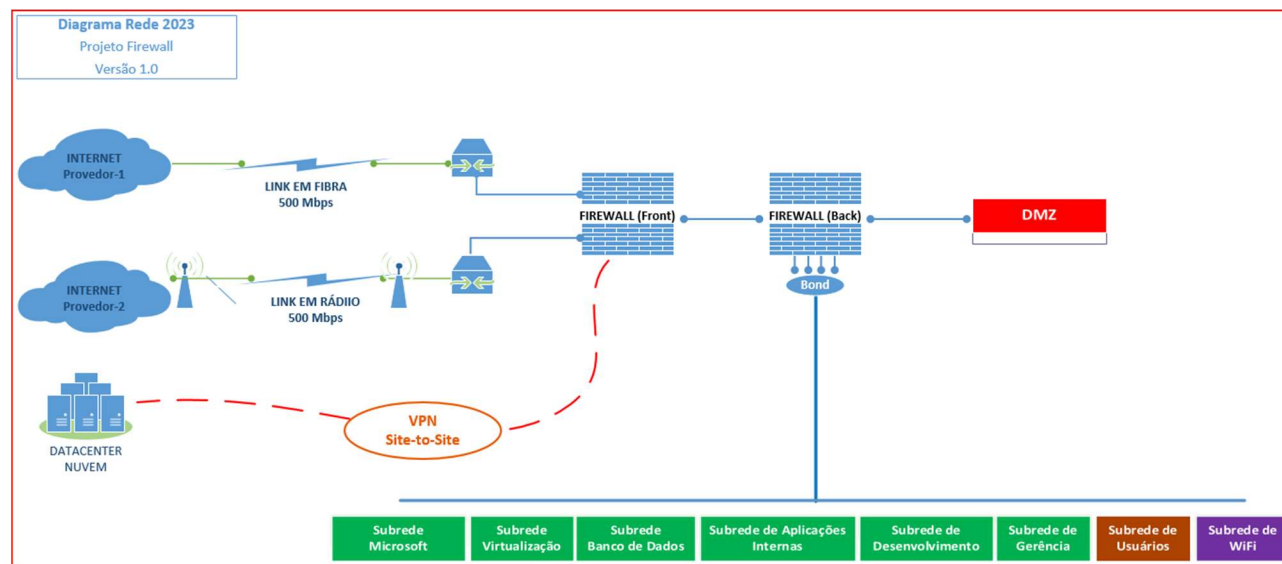 Diagrama Rede 2023
Projeto Firewall
Versão 1.0
INTERNET
Provedor-1
LINK EM FIBRA
500 Mbps
FIREWALL (Front)
FIREWALL (Back)
DMZ
INTERNET
Provedor-2
LINK EM RÁDIIO
500 Mbps
Bond
VPN
Site-to-Site
DATACENTER
NUVEM
Subrede
Microsoft
Subrede
Virtualização
Subrede
Banco de Dados
Subrede de Aplicações
Internas
Subrede de
Desenvolvimento
Subrede de
Gerência
Subrede de
Usuários
Subrede de
WiFi